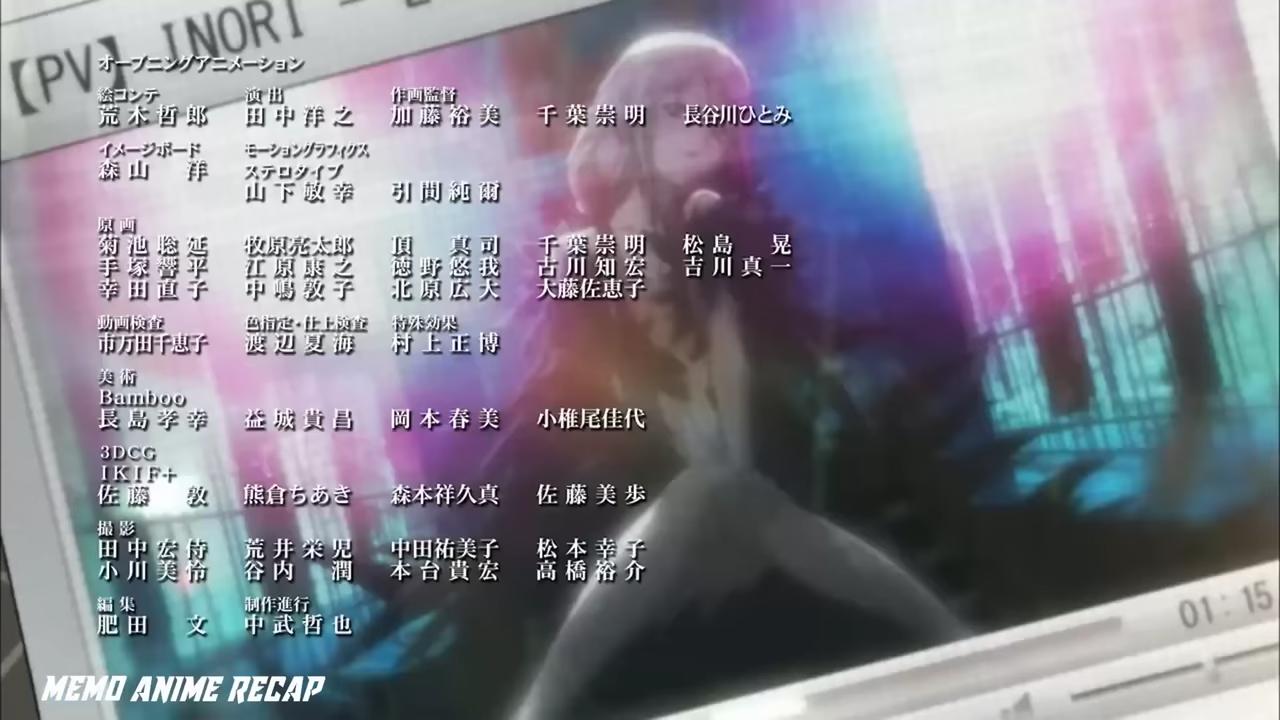 【PV】 INORI -
オープニングアニメーション
絵コンテ 演出 作画監督
荒木哲郎 田中洋之 加藤裕美 千葉崇明 長谷川ひとみ
イメージボード モーショングラフィクス
森山 洋 ステロタイプ
山下敏幸 引間純爾
原画
菊池聡延 牧原亮太郎 頂 真司 千葉崇明 松島 晃
手塚響平 江原康之 徳野悠我 古川知宏 吉川真一
幸田直子 中嶋敦子 北原広大 大藤佐恵子
動画検査 色指定・仕上検査 特殊効果
市万田千恵子 渡辺夏海 村上正博
美術
Bamboo
長島孝幸 益城貴昌 岡本春美 小椎尾佳代
3DCG
IKIF+
佐藤 敦 熊倉ちあき 森本祥久真 佐藤美歩
撮影
田中宏侍 荒井栄児 中田祐美子 松本幸子
小川美怜 谷内 潤 本台貴宏 高橋裕介
編集 制作進行
肥田 文 中武哲也
01:15
MEMO ANIME RECAP